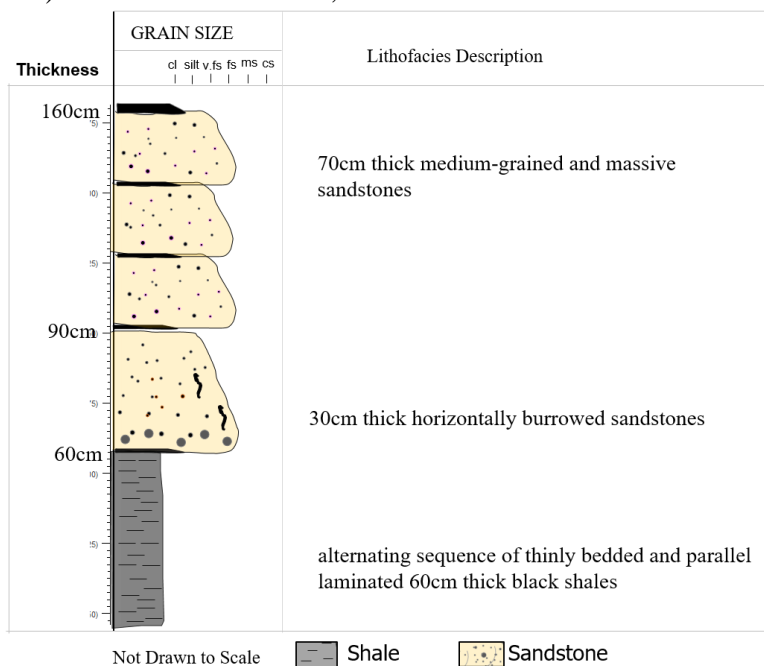 GRAIN SIZE
Lithofacies Description
cl silt v.fs fs ms cs
Thickness
160cm
70cm thick medium-grained and massive
sandstones
90cm
30cm thick horizontally burrowed sandstones
60cm
alternating sequence of thinly bedded and parallel
laminated 60cm thick black shales
Not Drawn to Scale
Shale
Sandstone